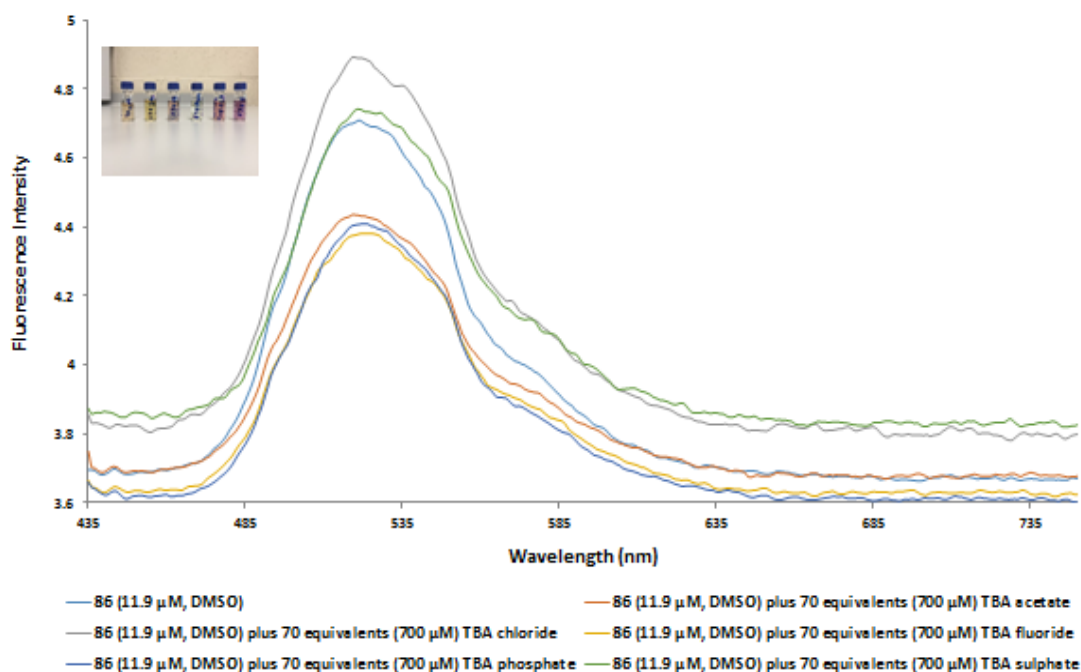 5
4.8
4.6
4.4
4.2
4
3.8
3.6
Fluorescence Intensity
435 485 535 585 635 685 735
Wavelength (nm)
86 (11.9 µM, DMSO) 86 (11.9 µM, DMSO) plus 70 equivalents (700 µM) TBA acetate
86 (11.9 µM, DMSO) plus 70 equivalents (700 µM) TBA chloride 86 (11.9 µM, DMSO) plus 70 equivalents (700 µM) TBA fluoride
86 (11.9 µM, DMSO) plus 70 equivalents (700 µM) TBA phosphate 86 (11.9 µM, DMSO) plus 70 equivalents (700 µM) TBA sulphate